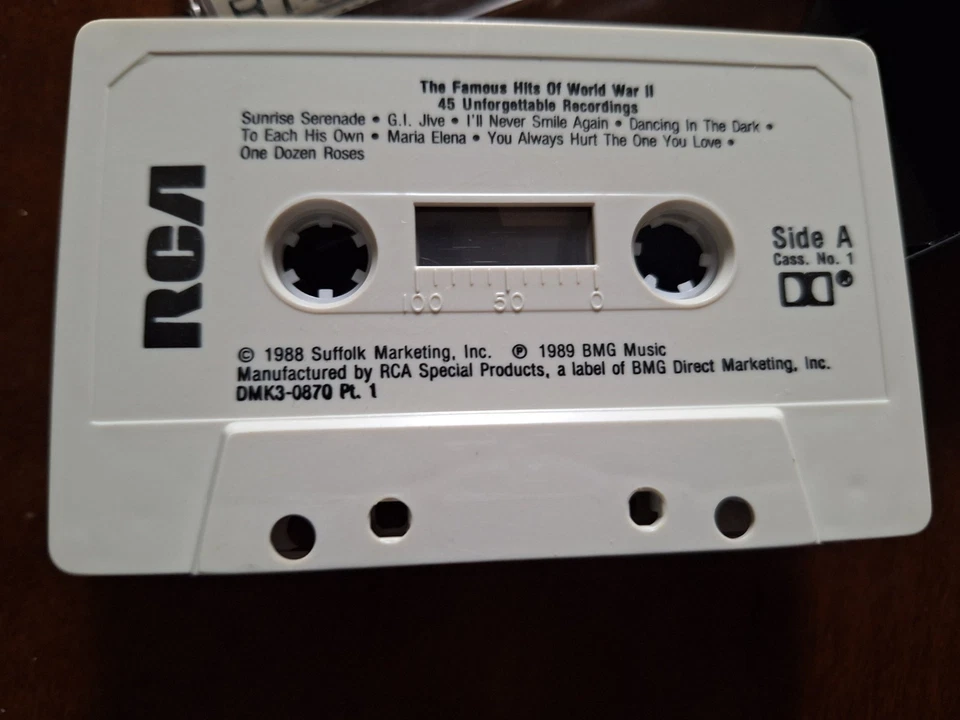 The Famous Hits Of World War II
45 Unforgettable Recordings
Sunrise Serenade • G.I. Jive • I'll Never Smile Again • Dancing In The Dark •
To Each His Own • Maria Elena • You Always Hurt The One You Love •
One Dozen Roses
RCA
Side A
Cass. No. 1
®
100 50 0
© 1988 Suffolk Marketing, Inc. ℗ 1989 BMG Music
Manufactured by RCA Special Products, a label of BMG Direct Marketing, Inc.
DMK3-0870 Pt. 1